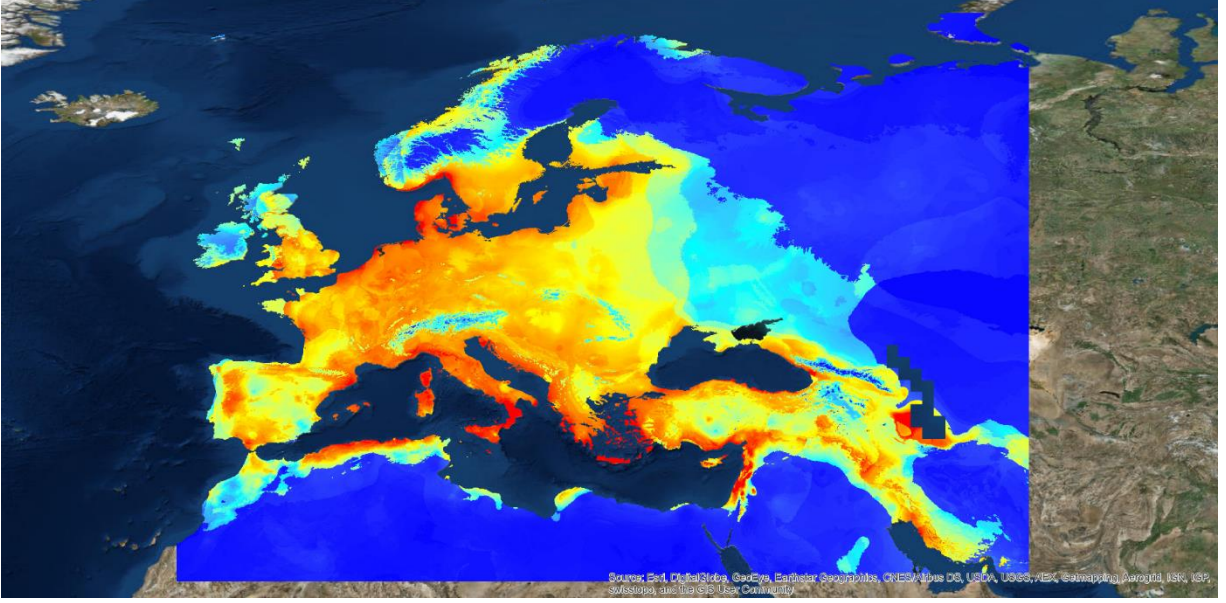 Source: Esri, DigitalGlobe, GeoEye, Earthstar Geographics, CNES/Airbus DS, USDA, USGS, AEX, Getmapping, Aerogrid, IGN, IGP,
swisstopo, and the GIS User Community